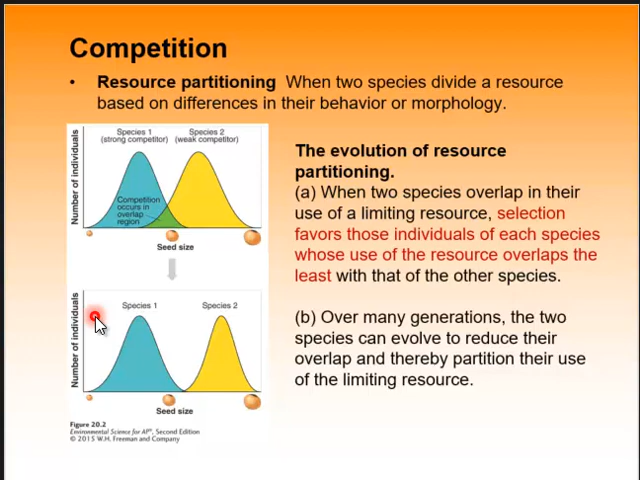 Competition
• Resource partitioning When two species divide a resource
based on differences in their behavior or morphology.
Species 1
(strong competitor)
Species 2
(weak competitor)
Number of individuals
Competition
occurs in
overlap
region
Seed size
Species 1
Species 2
Number of individuals
Seed size
Figure 20.2
Environmental Science for AP®, Second Edition
© 2015 W.H. Freeman and Company
The evolution of resource
partitioning.
(a) When two species overlap in their
use of a limiting resource, selection
favors those individuals of each species
whose use of the resource overlaps the
least with that of the other species.
(b) Over many generations, the two
species can evolve to reduce their
overlap and thereby partition their use
of the limiting resource.